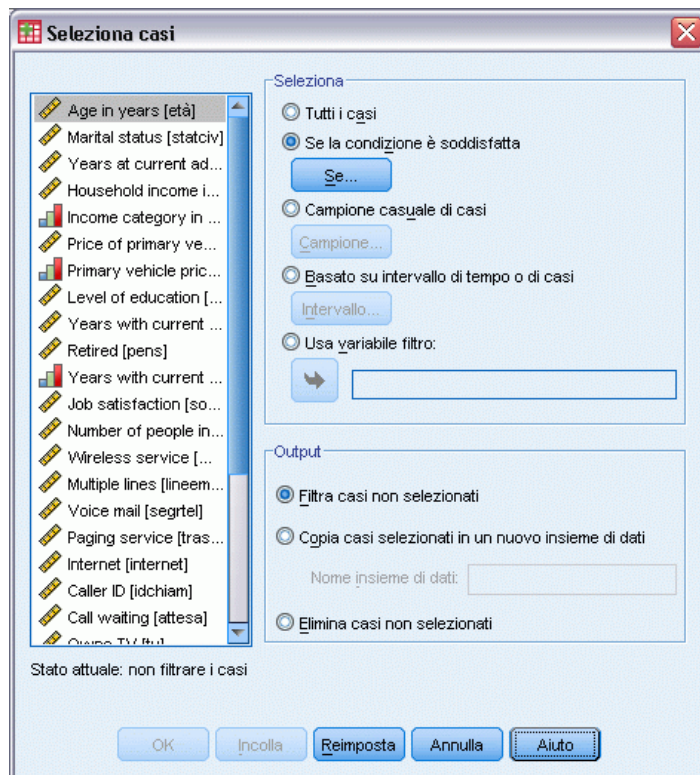 Seleziona casi
Age in years [età]
Marital status [statciv]
Years at current ad...
Household income i...
Income category in ...
Price of primary ve...
Primary vehicle pric...
Level of education [...
Years with current ...
Retired [pens]
Years with current ...
Job satisfaction [so...
Number of people in...
Wireless service [...
Multiple lines [lineem...
Voice mail [segrtel]
Paging service [tras...
Internet [internet]
Caller ID [idchiam]
Call waiting [attesa]
Owns TV [tv]
Stato attuale: non filtrare i casi
Seleziona
Tutti i casi
Se la condizione è soddisfatta
Se...
Campione casuale di casi
Campione...
Basato su intervallo di tempo o di casi
Intervallo...
Usa variabile filtro:
Output
Filtra casi non selezionati
Copia casi selezionati in un nuovo insieme di dati
Nome insieme di dati:
Elimina casi non selezionati
OK
Incolla
Reimposta
Annulla
Aiuto